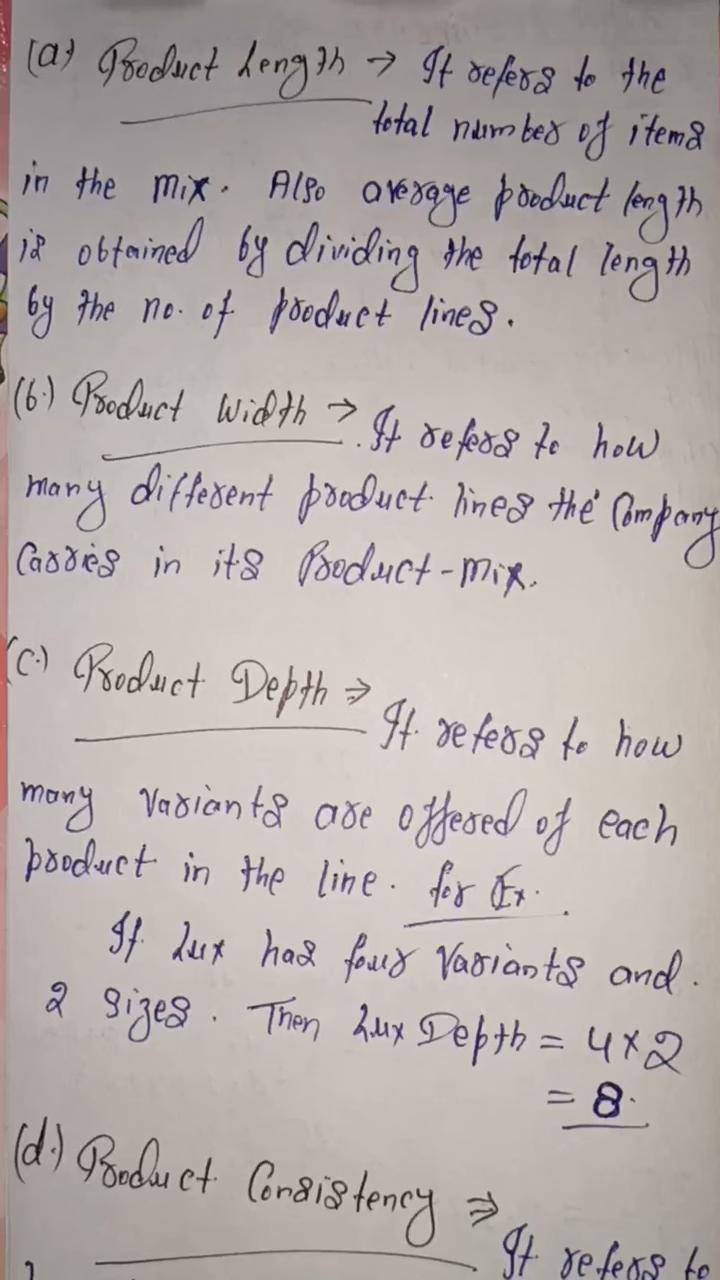 (a) Product Length → It refers to the
total number of items
in the mix. Also average product length
is obtained by dividing the total length
by the no. of product lines.
(b.) Product Width → It refers to how
many different product lines the Company
Carries in its Product-mix.
(c.) Product Depth ⇒ It refers to how
many Variants are offered of each
product in the line. for Ex.
If Lux has four Variants and
2 sizes. Then Lux Depth = 4×2
= 8.
(d.) Product Consistency ⇒ It refers to